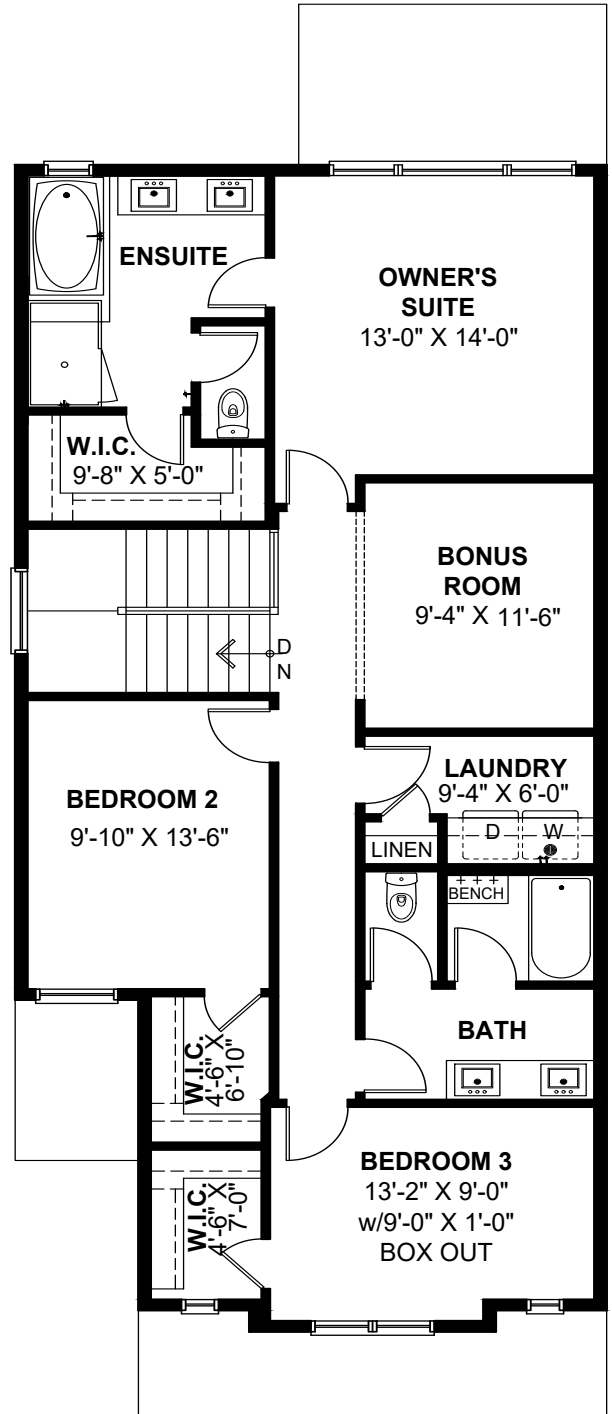 ENSUITE
OWNER'S
SUITE
13'-0" X 14'-0"
W.I.C.
9'-8" X 5'-0"
BONUS
ROOM
9'-4" X 11'-6"
D
N
BEDROOM 2
9'-10" X 13'-6"
LAUNDRY
9'-4" X 6'-0"
D
W
LINEN
BENCH
BATH
W.I.C.
4'-6" X
6'-10"
BEDROOM 3
13'-2" X 9'-0"
w/9'-0" X 1'-0"
BOX OUT
W.I.C.
4'-6" X
7'-0"